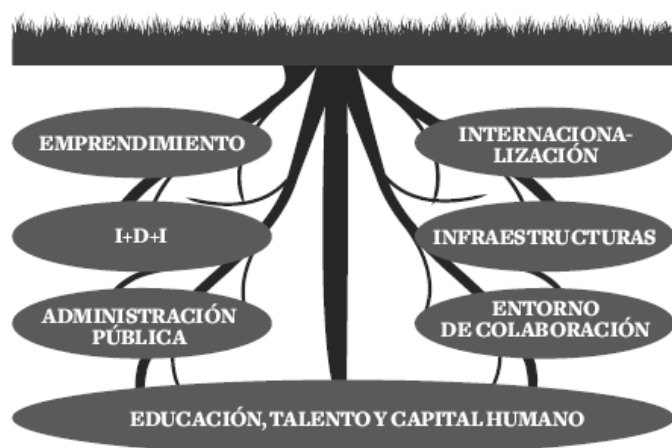 EMPRENDIMIENTO
INTERNACIONA-
LIZACIÓN
I+D+I
INFRAESTRUCTURAS
ADMINISTRACIÓN
PÚBLICA
ENTORNO
DE COLABORACIÓN
EDUCACIÓN, TALENTO Y CAPITAL HUMANO